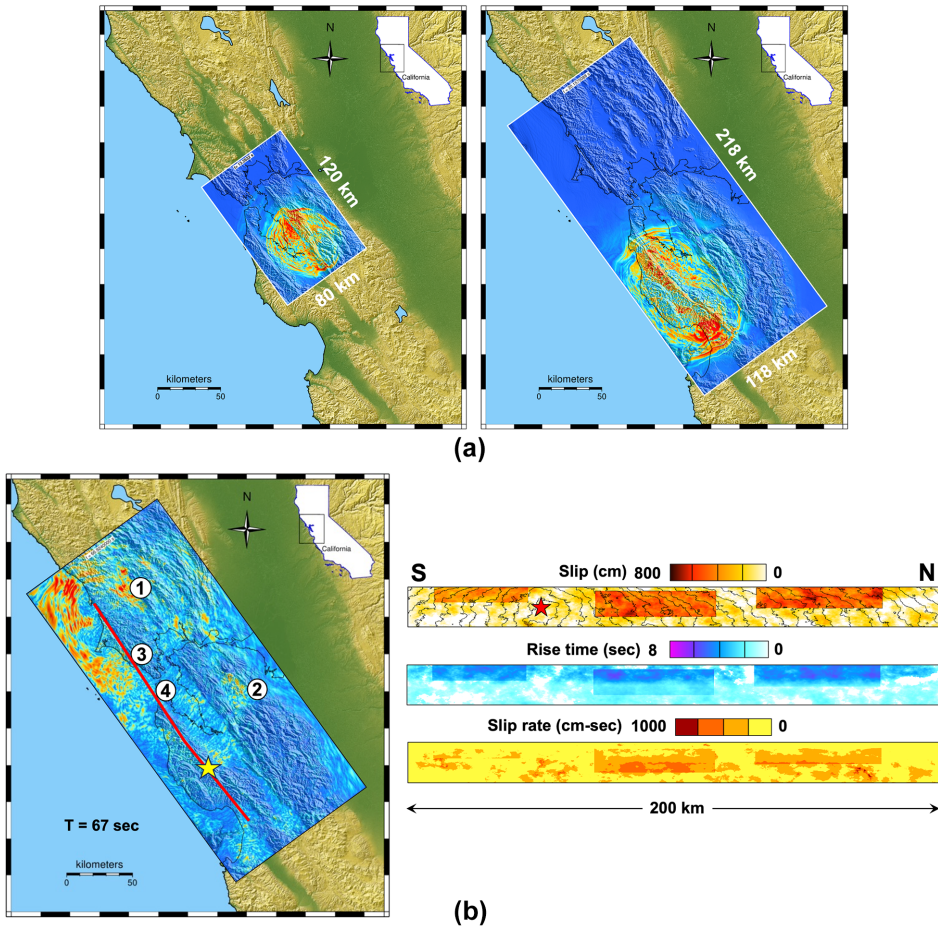 N
California
120 km
80 km
kilometers
0 50
N
California
218 km
118 km
kilometers
0 50
(a)
N
California
1
3
2
4
T = 67 sec
kilometers
0 50
S Slip (cm) 800 0 N
Rise time (sec) 8 0
Slip rate (cm-sec) 1000 0
200 km
(b)